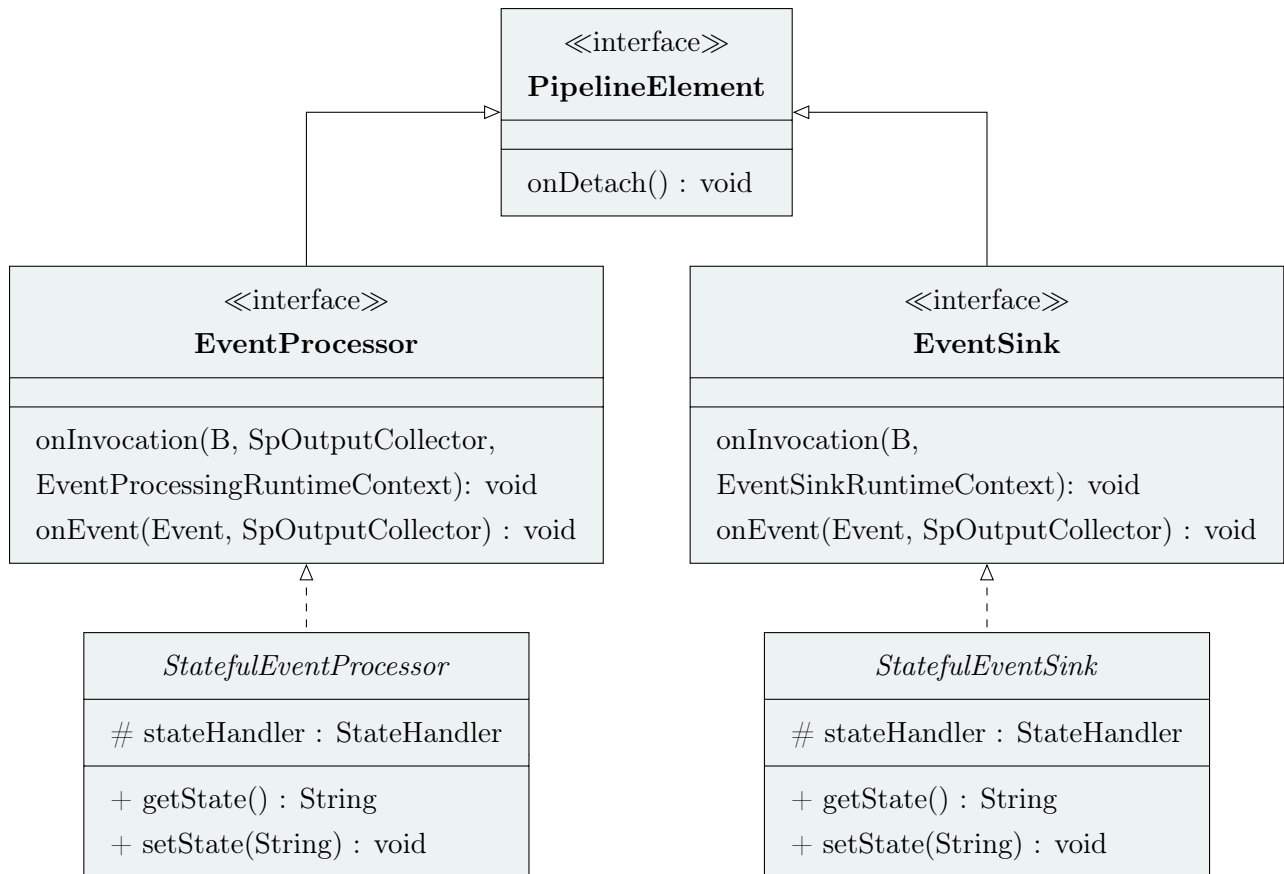 ≪interface≫
PipelineElement
onDetach() : void
≪interface≫
EventProcessor
onInvocation(B, SpOutputCollector,
EventProcessingRuntimeContext): void
onEvent(Event, SpOutputCollector) : void
≪interface≫
EventSink
onInvocation(B,
EventSinkRuntimeContext): void
onEvent(Event, SpOutputCollector) : void
StatefulEventProcessor
# stateHandler : StateHandler
+ getState() : String
+ setState(String) : void
StatefulEventSink
# stateHandler : StateHandler
+ getState() : String
+ setState(String) : void